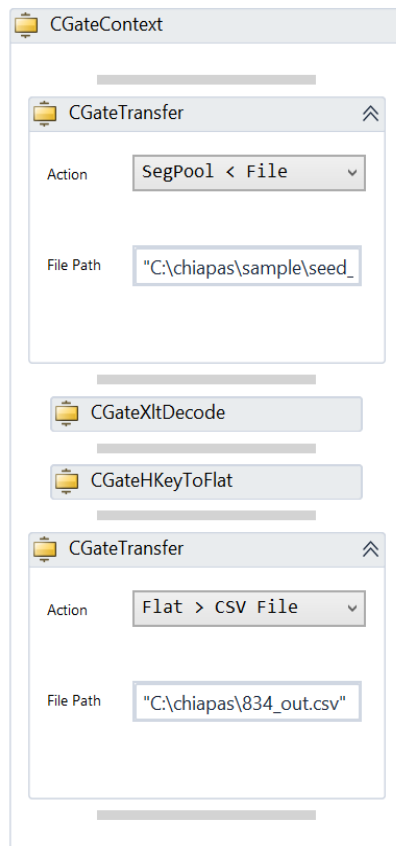 CGateContext
CGateTransfer
Action SegPool < File
File Path "C:\chiapas\sample\seed_
CGateXltDecode
CGateHKeyToFlat
CGateTransfer
Action Flat > CSV File
File Path "C:\chiapas\834_out.csv"